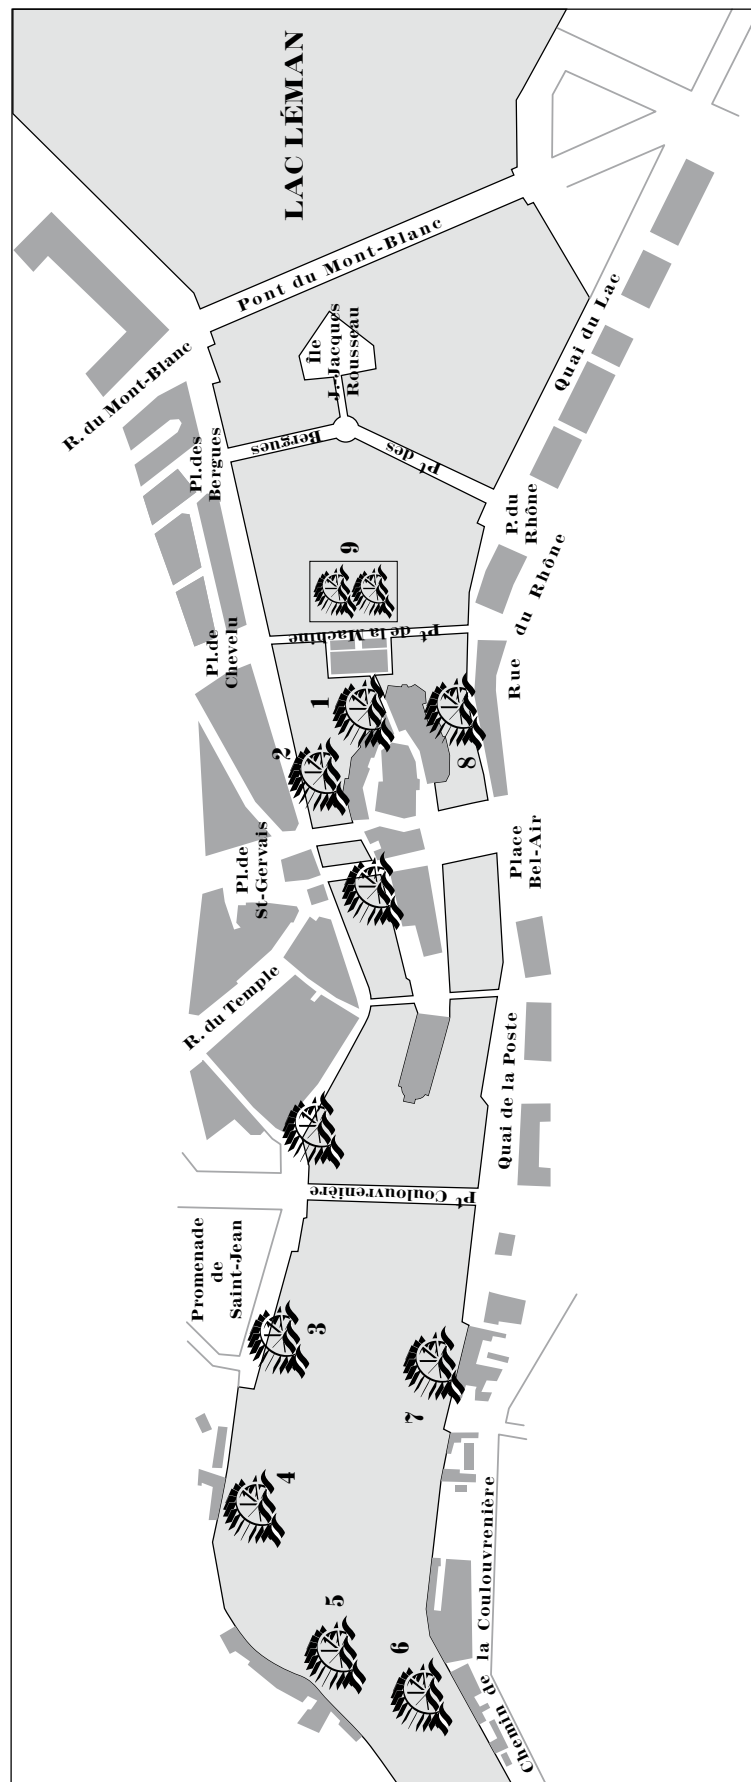 LAC LÉMAN
Pont du Mont-Blanc
Île
J.-Jacques
Rousseau
R. du Mont-Blanc
Quai du Lac
Pl. des
Bergues
Pt des
Bergues
P. du
Rhône
9
Rue du Rhône
Pt de la Machine
Pl. de
Chevelu
1
2
8
Pl. de
St-Gervais
Place
Bel-Air
R. du Temple
Quai de la Poste
Pt Coulouvrenière
Promenade
de
Saint-Jean
3
7
4
5
6
Chemin de la Coulouvrenière